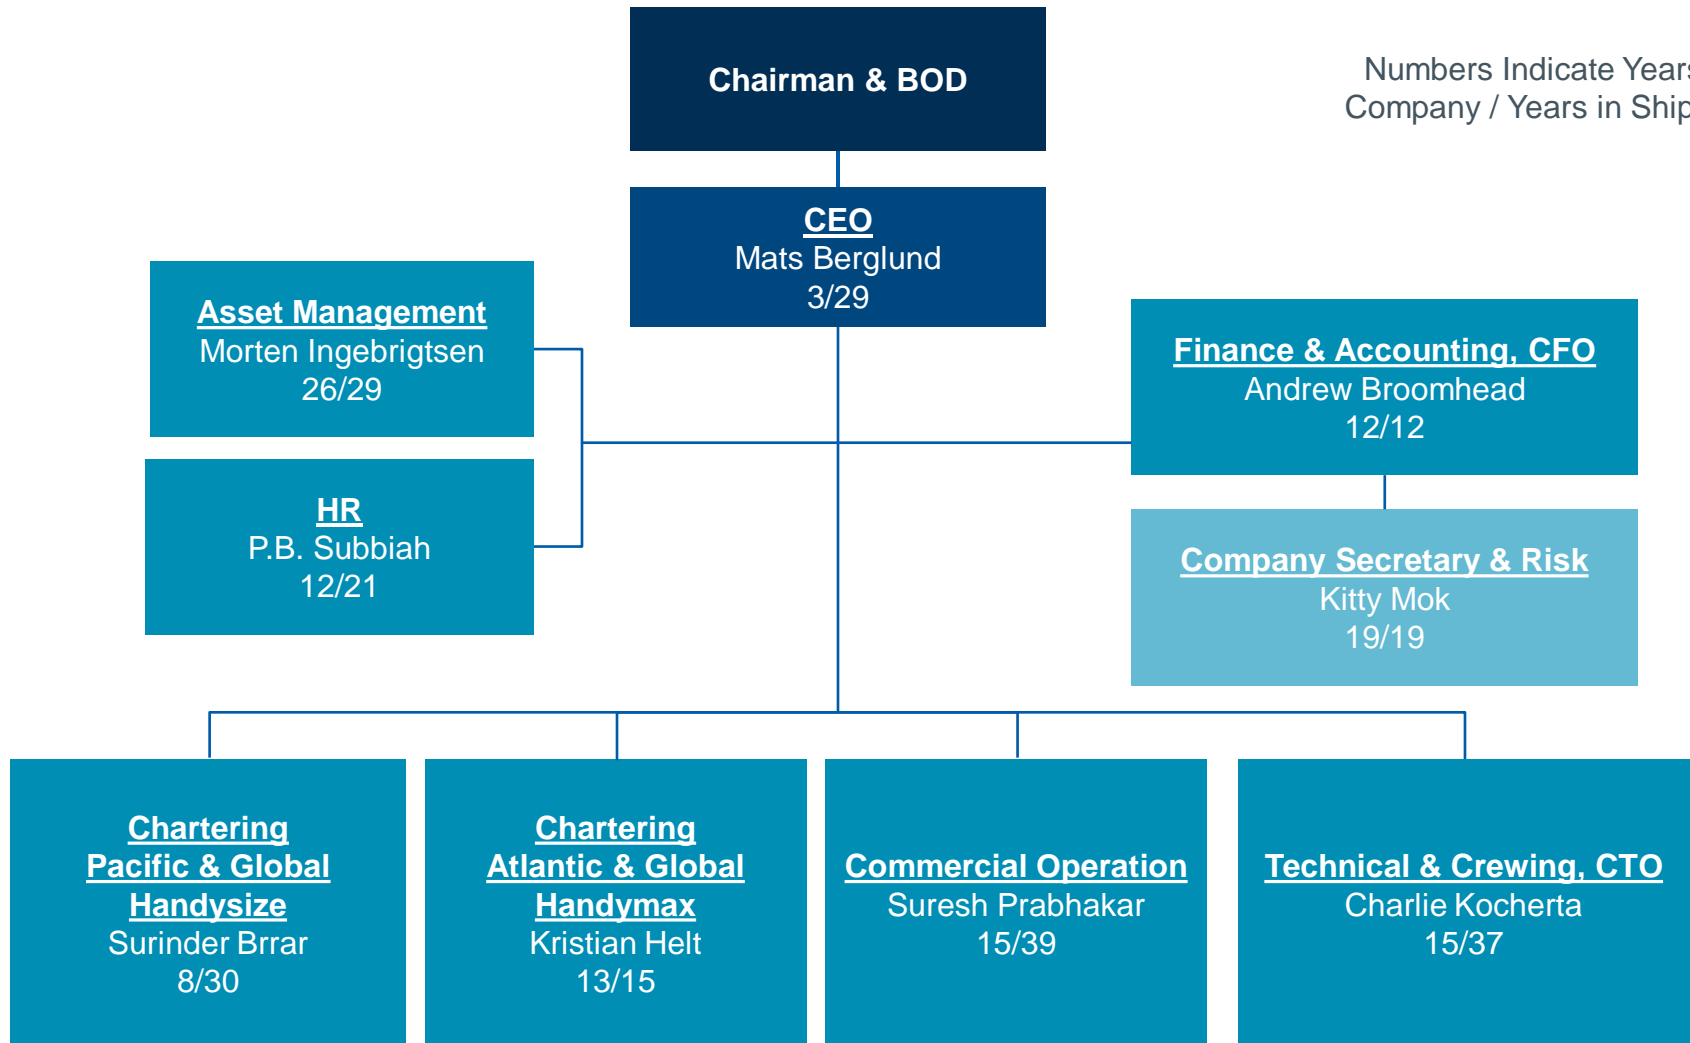 Chairman & BOD
Numbers Indicate Years
Company / Years in Ship
CEO
Mats Berglund
3/29
Asset Management
Morten Ingebrigtsen
26/29
Finance & Accounting, CFO
Andrew Broomhead
12/12
HR
P.B. Subbiah
12/21
Company Secretary & Risk
Kitty Mok
19/19
Chartering
Pacific & Global
Handysize
Surinder Brrar
8/30
Chartering
Atlantic & Global
Handymax
Kristian Helt
13/15
Commercial Operation
Suresh Prabhakar
15/39
Technical & Crewing, CTO
Charlie Kocherta
15/37